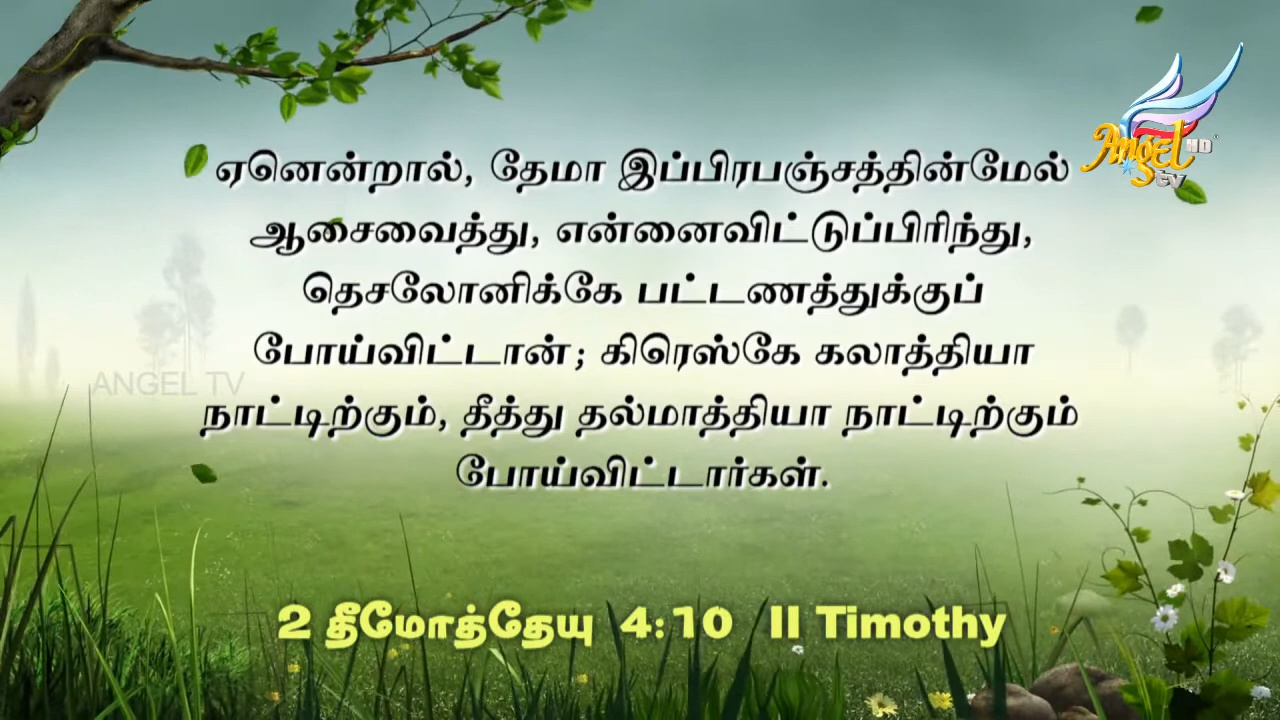 Angel HD
TV
ஏனென்றால், தேமா இப்பிரபஞ்சத்தின்மேல்
ஆசைவைத்து, என்னைவிட்டுப்பிரிந்து,
தெசலோனிக்கே பட்டணத்துக்குப்
போய்விட்டான்; கிரெஸ்கே கலாத்தியா
ANGEL TV
நாட்டிற்கும், தீத்து தல்மாத்தியா நாட்டிற்கும்
போய்விட்டார்கள்.
2 தீமோத்தேயு 4:10 II Timothy